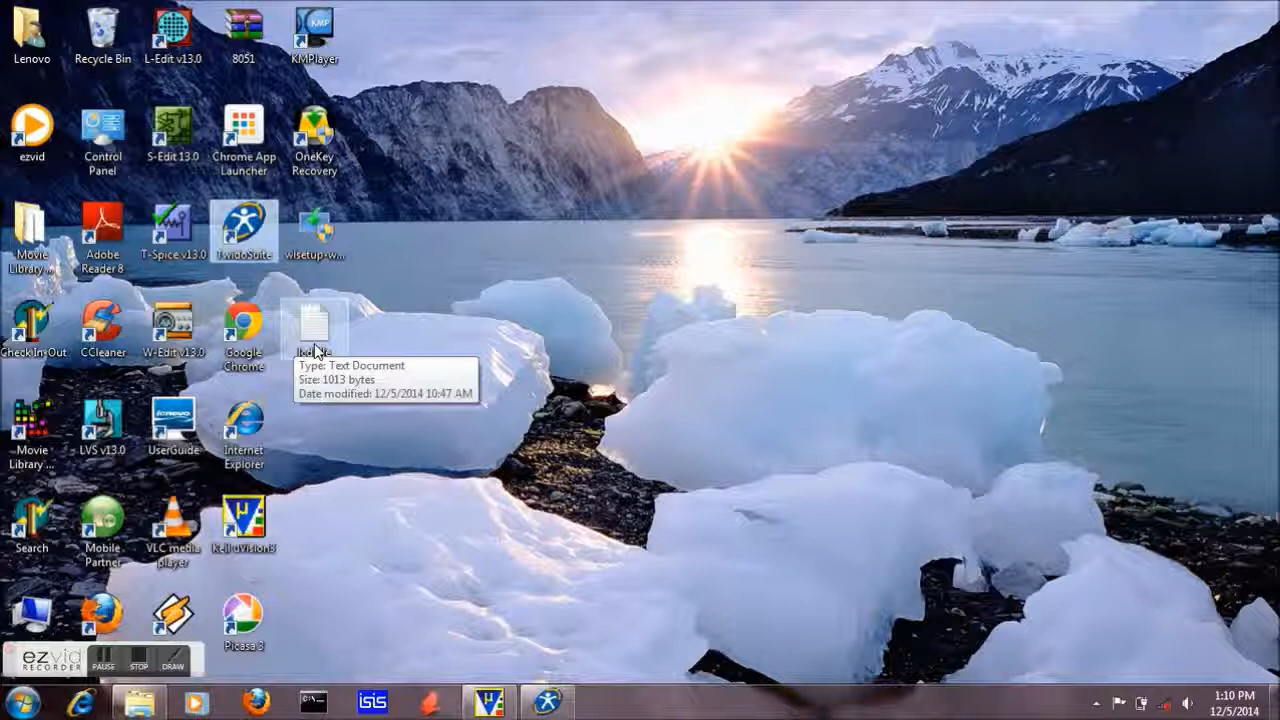 Lenovo
Recycle Bin
L-Edit v13.0
8051
KMP
KMPlayer
ezvid
Control
Panel
S-Edit 13.0
Chrome App
Launcher
OneKey
Recovery
Movie
Library ...
Adobe
Reader 8
T-Spice v13.0
TwidoSuite
wlsetup-w...
Check-In-Out
CCleaner
W-Edit v13.0
Google
Chrome
Type: Text Document
Size: 1013 bytes
Date modified: 12/5/2014 10:47 AM
Movie
Library ...
LVS v13.0
lenovo
UserGuide
Internet
Explorer
Search
Mobile
Partner
VLC media
player
µ
Keil uVision3
Picasa 3
ezvid
RECORDER
PAUSE
STOP
DRAW
C:\_
isis
µ
1:10 PM
12/5/2014